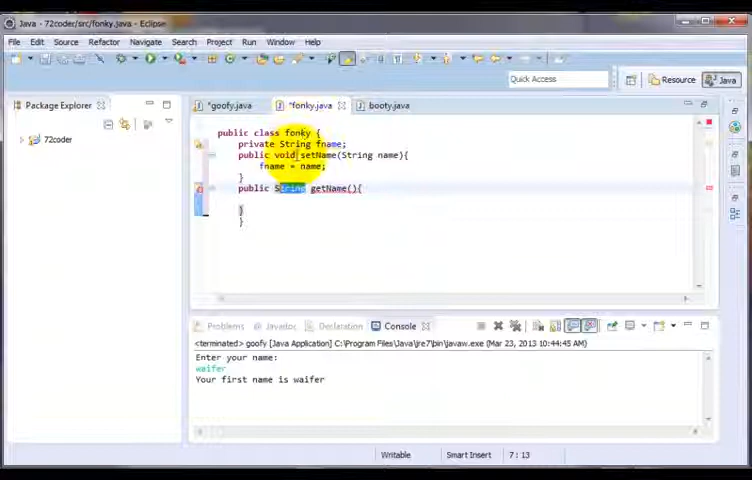 Java - 72coder/src/fonky.java - Eclipse
File Edit Source Refactor Navigate Search Project Run Window Help
Quick Access
Resource
Java
Package Explorer
*goofy.java
*fonky.java
booty.java
72coder
public class fonky {
private String fname;
public void setName(String name){
fname = name;
}
public String getName(){
}
}
Problems @ Javadoc Declaration Console
<terminated> goofy [Java Application] C:\Program Files\Java\jre7\bin\javaw.exe (Mar 23, 2013 10:44:45 AM)
Enter your name:
waifer
Your first name is waifer
Writable
Smart Insert
7 : 13